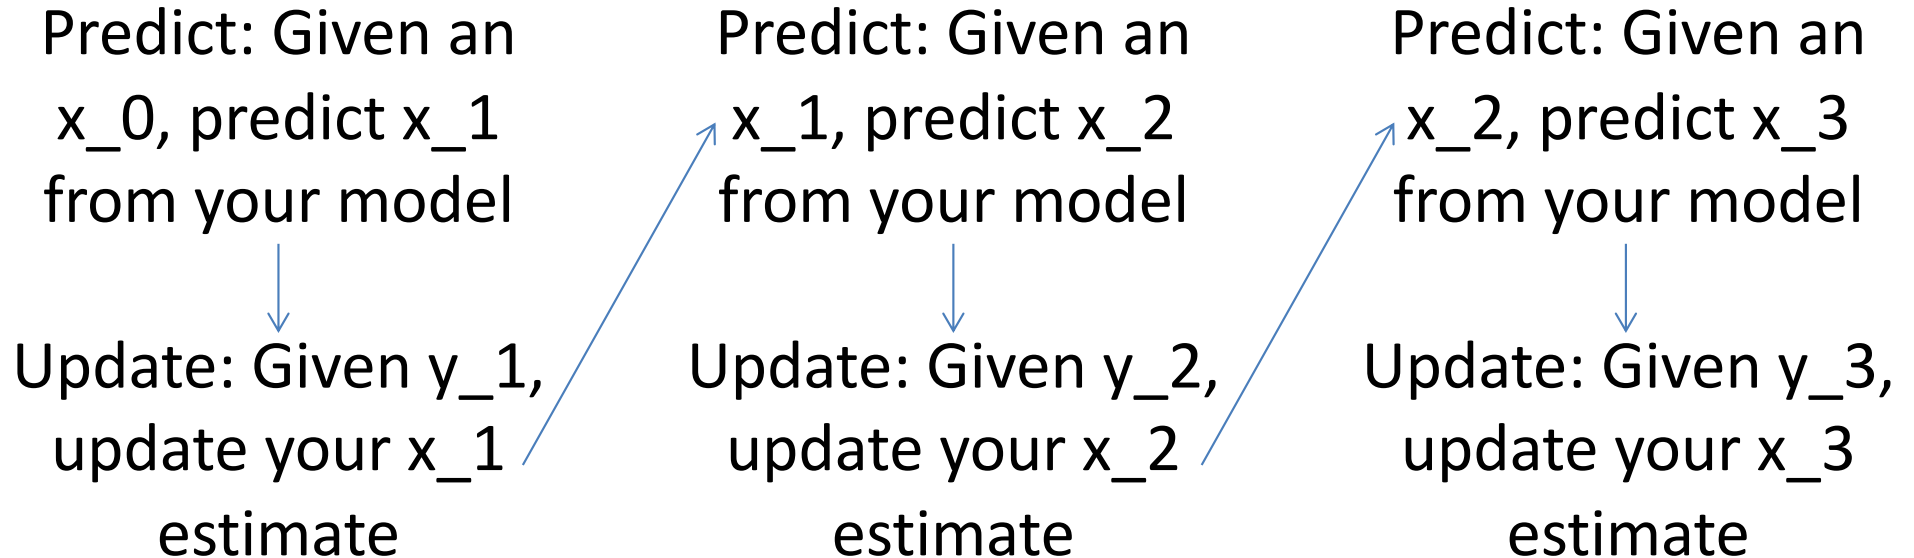 Predict: Given an
x_0, predict x_1
from your model
Update: Given y_1,
update your x_1
estimate
Predict: Given an
x_1, predict x_2
from your model
Update: Given y_2,
update your x_2
estimate
Predict: Given an
x_2, predict x_3
from your model
Update: Given y_3,
update your x_3
estimate